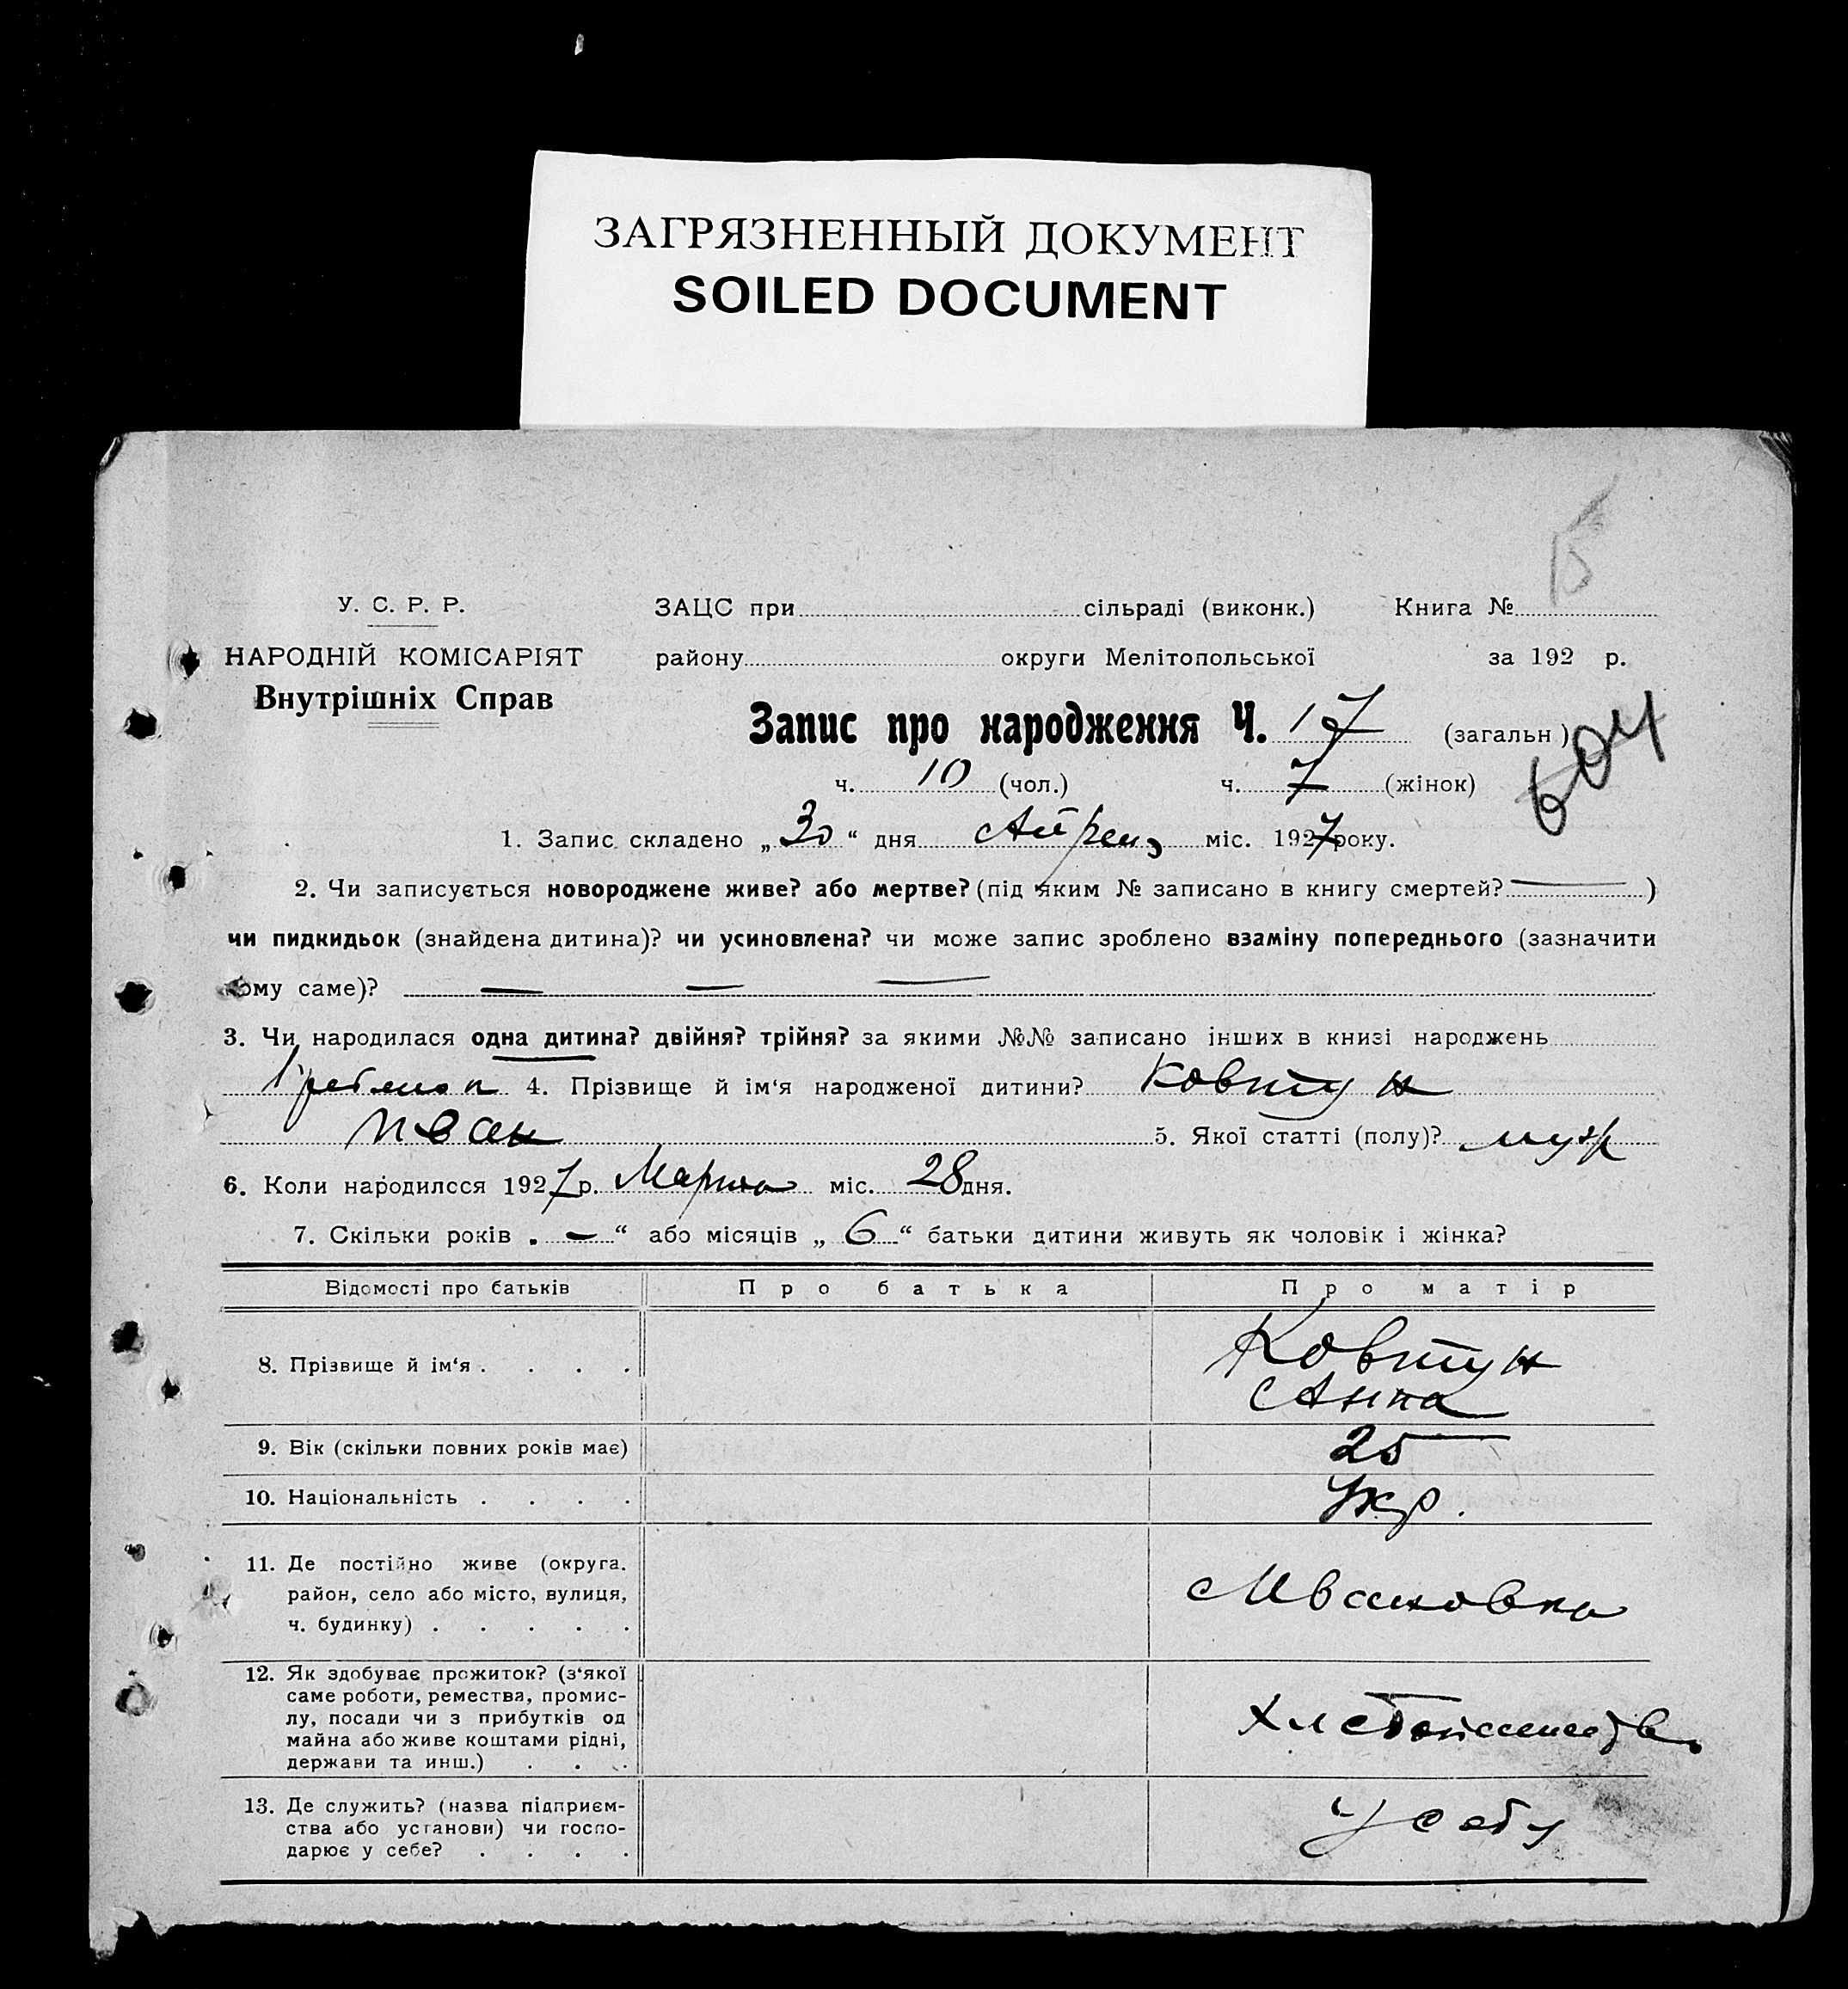 ЗАГРЯЗНЕННЫЙ ДОКУМЕНТ
SOILED DOCUMENT
У. С. Р. Р.
НАРОДНІЙ КОМІСАРІЯТ
Внутрішніх Справ
ЗАЦС при сільраді (виконк.) Книга №
району округи Мелітопольської за 192 р.
Запис про народження Ч. 17 (загальн)
604
ч. 10 (чол.) ч. 7 (жінок)
1. Запис складено „30“ дня Апреля міс. 1927 року.
2. Чи записується новороджене живе? або мертве? (під яким № записано в книгу смертей? — )
чи пидкидьок (знайдена дитина)? чи усиновлена? чи може запис зроблено взаміну попереднього (зазначити
кому саме)? — — —
3. Чи народилася одна дитина? двійня? трійня? за якими №№ записано інших в книзі народжень
4. Прізвище й ім'я народженої дитини? Ковтун
Иван 5. Якої статті (полу)? муж
6. Коли народилсся 1927 р. Марта міс. 28 дня.
7. Скільки років „ — “ або місяців „ 6 “ батьки дитини живуть як чоловік і жінка?
Відомості про батьків Про батька Про матір
8. Прізвище й ім'я . . . . Ковтун
Анна
9. Вік (скільки повних років має) 25
10. Національність . . . . Укр.
11. Де постійно живе (округа.
район, село або місто, вулиця,
ч. будинку) . . . . . Ивановка
12. Як здобуває прожиток? (з'якої
саме роботи, ремества, промис-
лу, посади чи з прибутків од
майна або живе коштами рідні,
держави та инш.) . . .
13. Де служить? (назва підприєм-
ства або установи) чи госпо-
дарює у себе? . . . . У себу